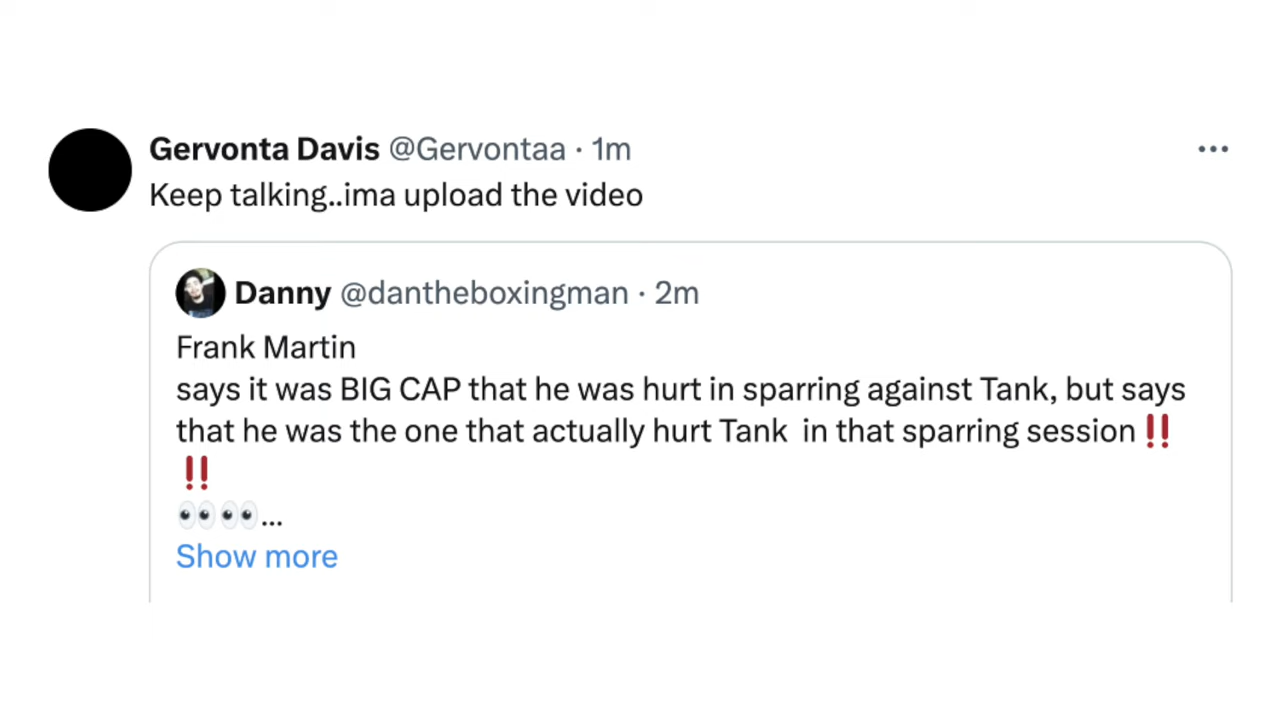 Gervonta Davis @Gervontaa · 1m
Keep talking..ima upload the video
Danny @dantheboxingman · 2m
Frank Martin
says it was BIG CAP that he was hurt in sparring against Tank, but says
that he was the one that actually hurt Tank  in that sparring session‼️
‼️
👀👀...
Show more